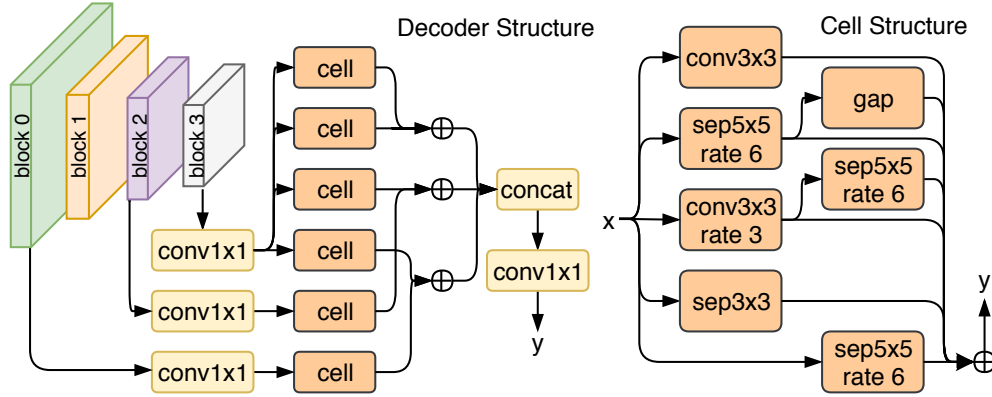 Decoder Structure
block 0
block 1
block 2
block 3
cell
cell
cell
cell
cell
cell
conv1x1
conv1x1
conv1x1
concat
conv1x1
y
Cell Structure
x
conv3x3
gap
sep5x5
rate 6
sep5x5
rate 6
conv3x3
rate 3
sep3x3
sep5x5
rate 6
y